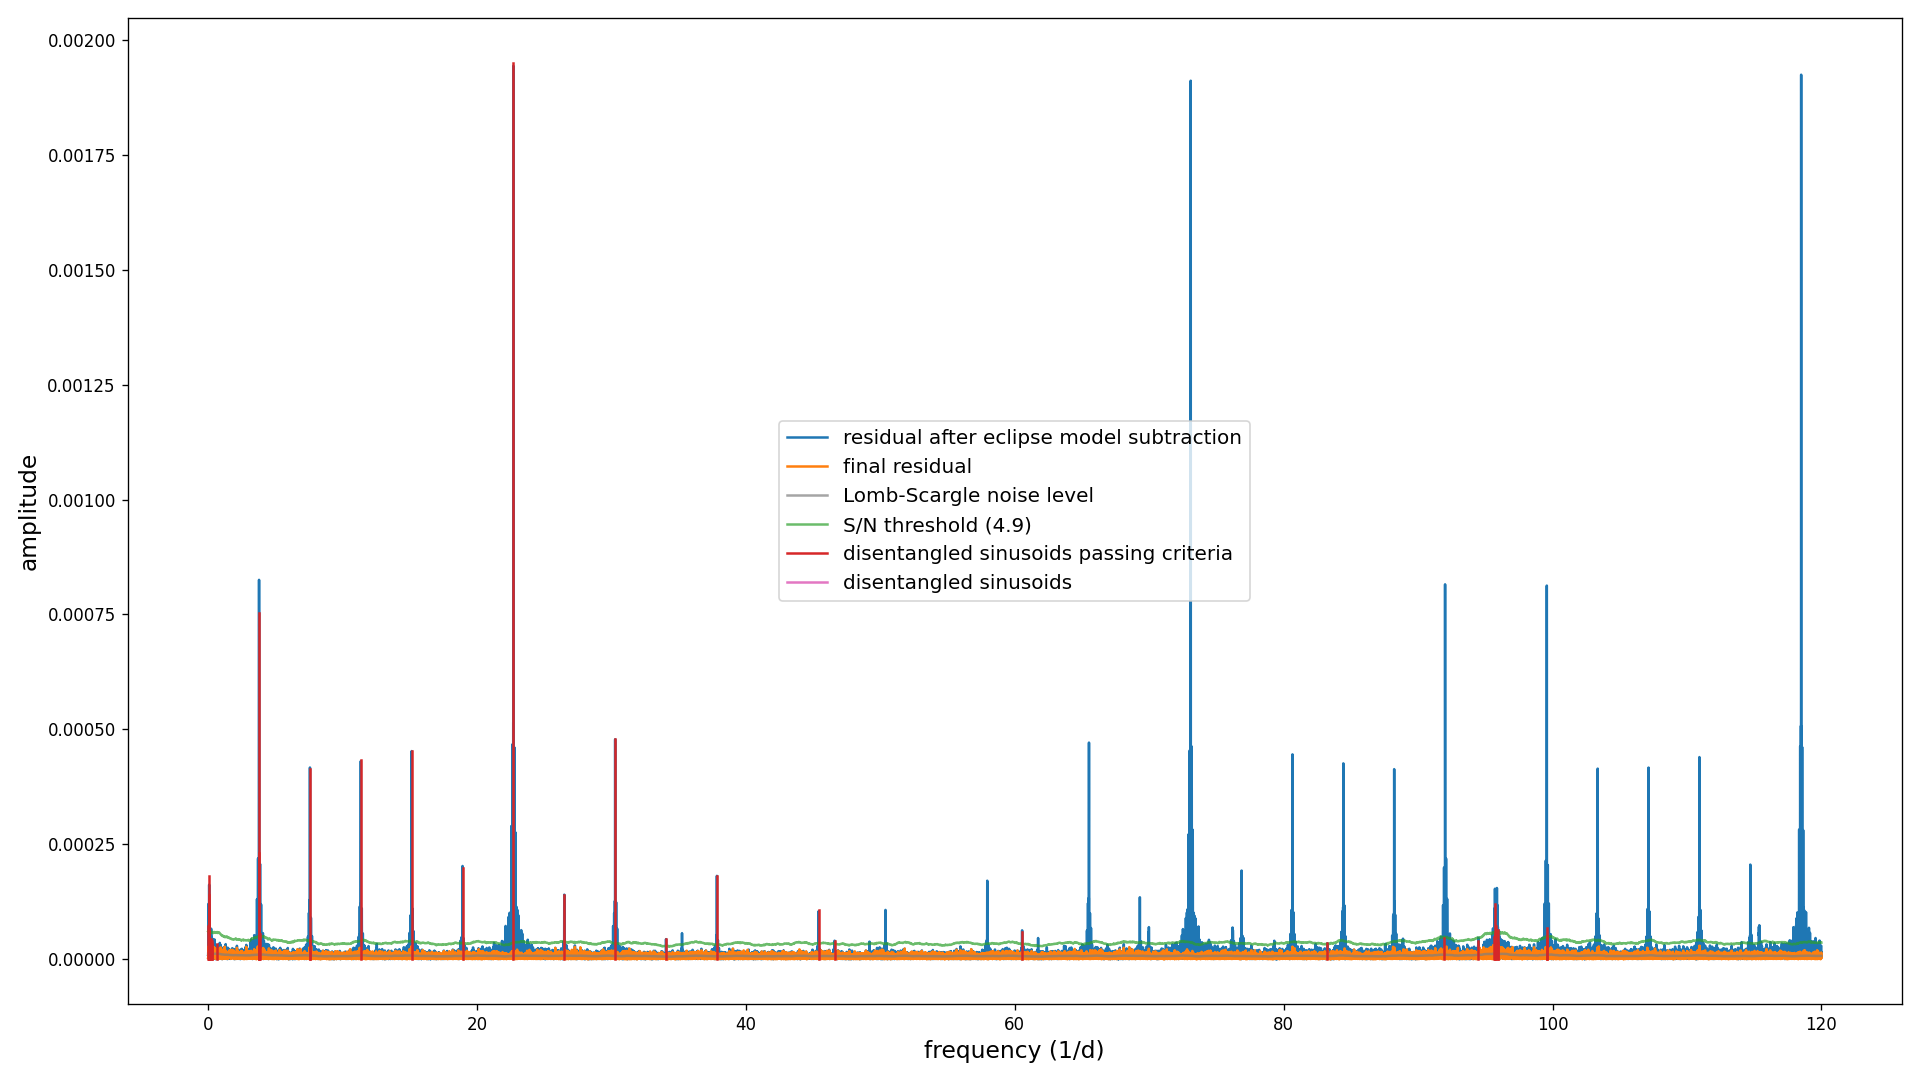 0.00200
0.00175
0.00150
0.00125
0.00100
0.00075
0.00050
0.00025
0.00000
amplitude
residual after eclipse model subtraction
final residual
Lomb-Scargle noise level
S/N threshold (4.9)
disentangled sinusoids passing criteria
disentangled sinusoids
0 20 40 60 80 100 120
frequency (1/d)